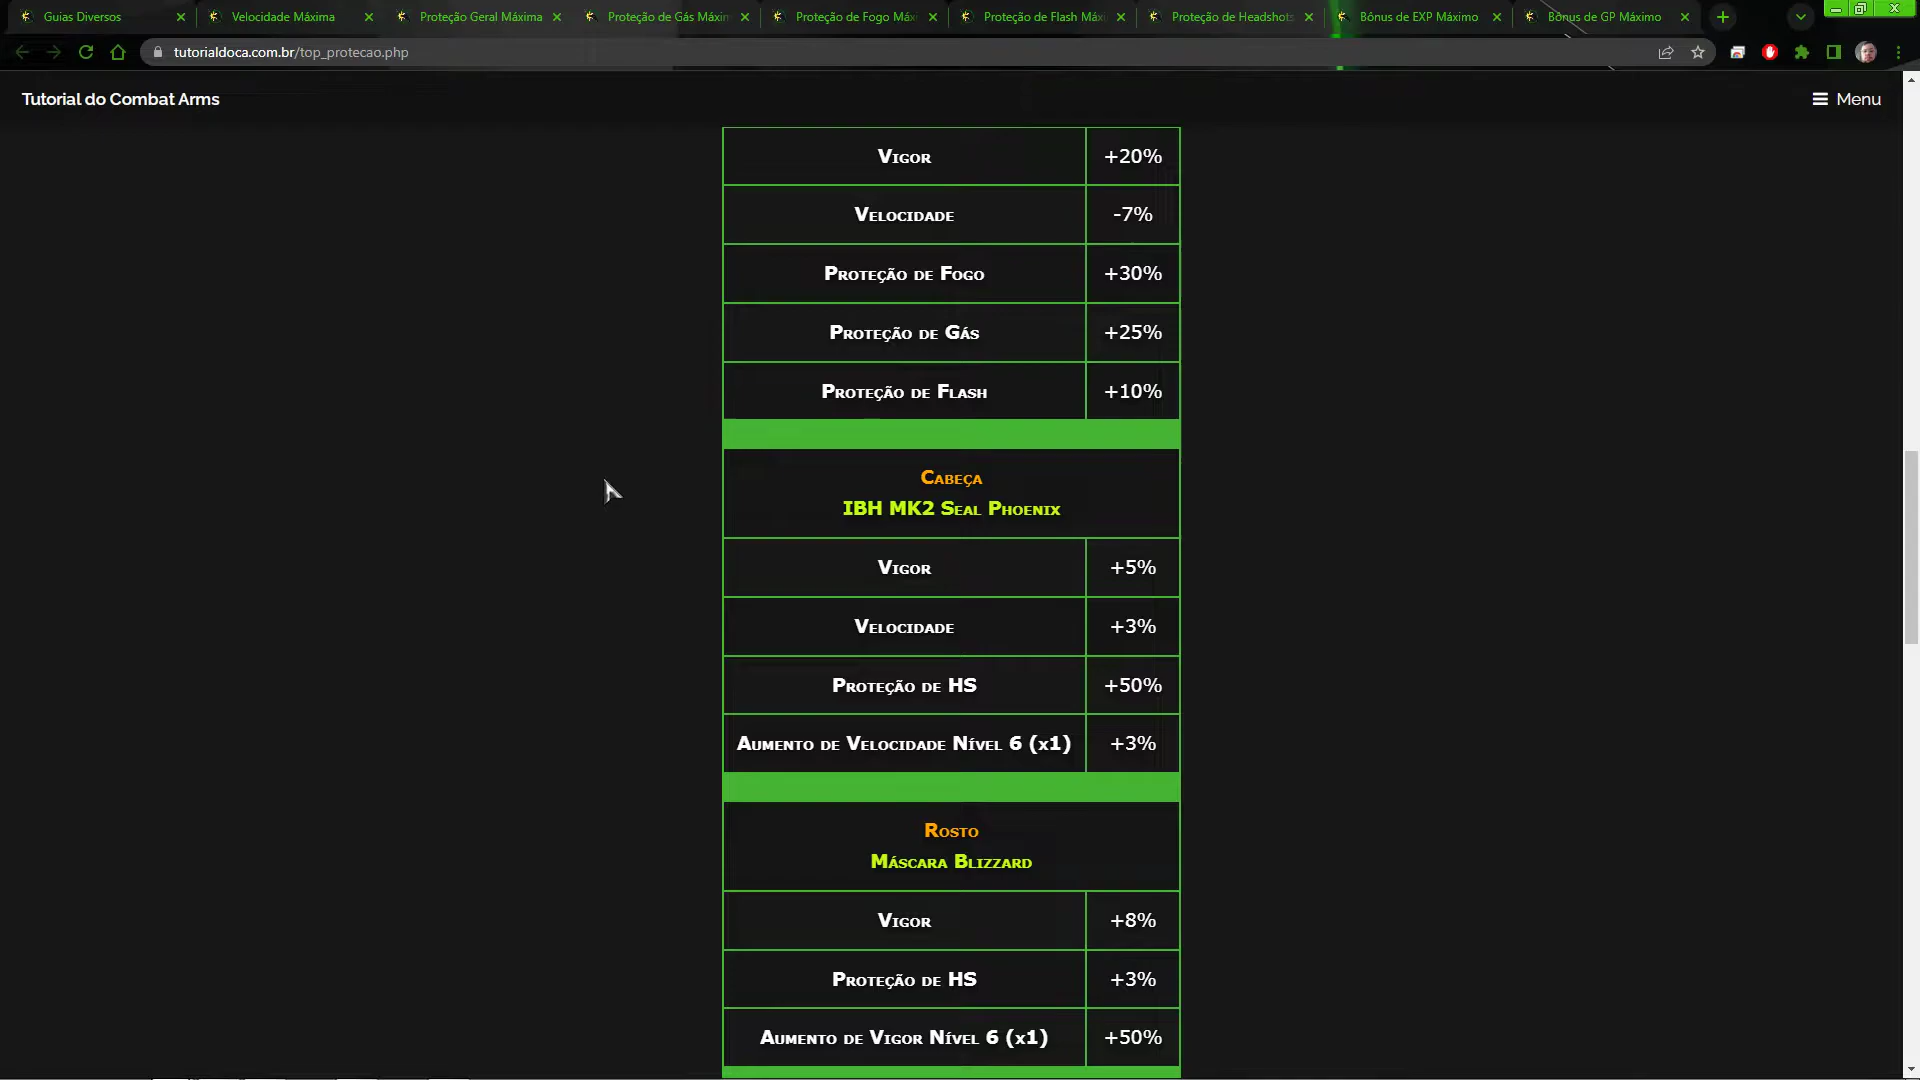 Guias Diversos
Velocidade Máxima
Proteção Geral Máxima
Proteção de Gás Máxim
Proteção de Fogo Máxi
Proteção de Flash Máxi
Proteção de Headshots
Bônus de EXP Máximo
Bônus de GP Máximo
tutorialdoca.com.br/top_protecao.php
Tutorial do Combat Arms
Menu
Vigor +20%
Velocidade -7%
Proteção de Fogo +30%
Proteção de Gás +25%
Proteção de Flash +10%
Cabeça
IBH MK2 Seal Phoenix
Vigor +5%
Velocidade +3%
Proteção de HS +50%
Aumento de Velocidade Nível 6 (x1) +3%
Rosto
Máscara Blizzard
Vigor +8%
Proteção de HS +3%
Aumento de Vigor Nível 6 (x1) +50%